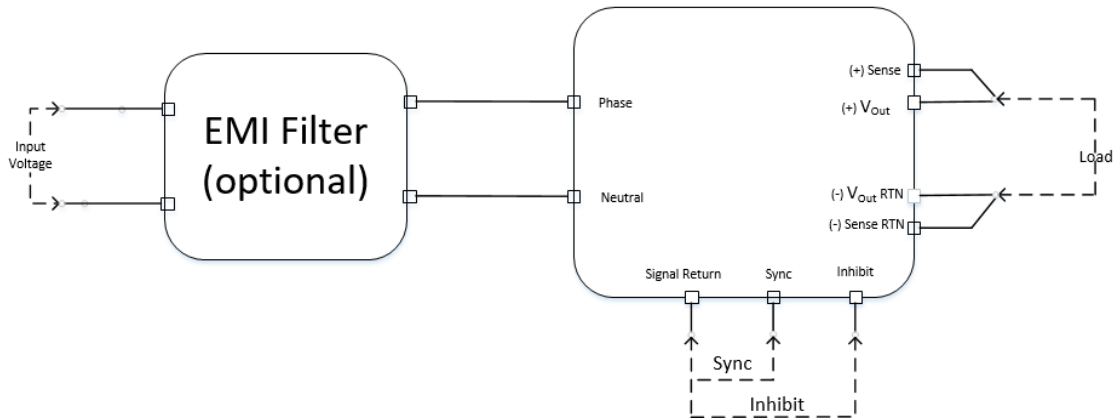 Input
Voltage
EMI Filter
(optional)
Phase
Neutral
(+) Sense
(+) VOut
(-) VOut RTN
(-) Sense RTN
Load
Signal Return
Sync
Inhibit
Sync
Inhibit